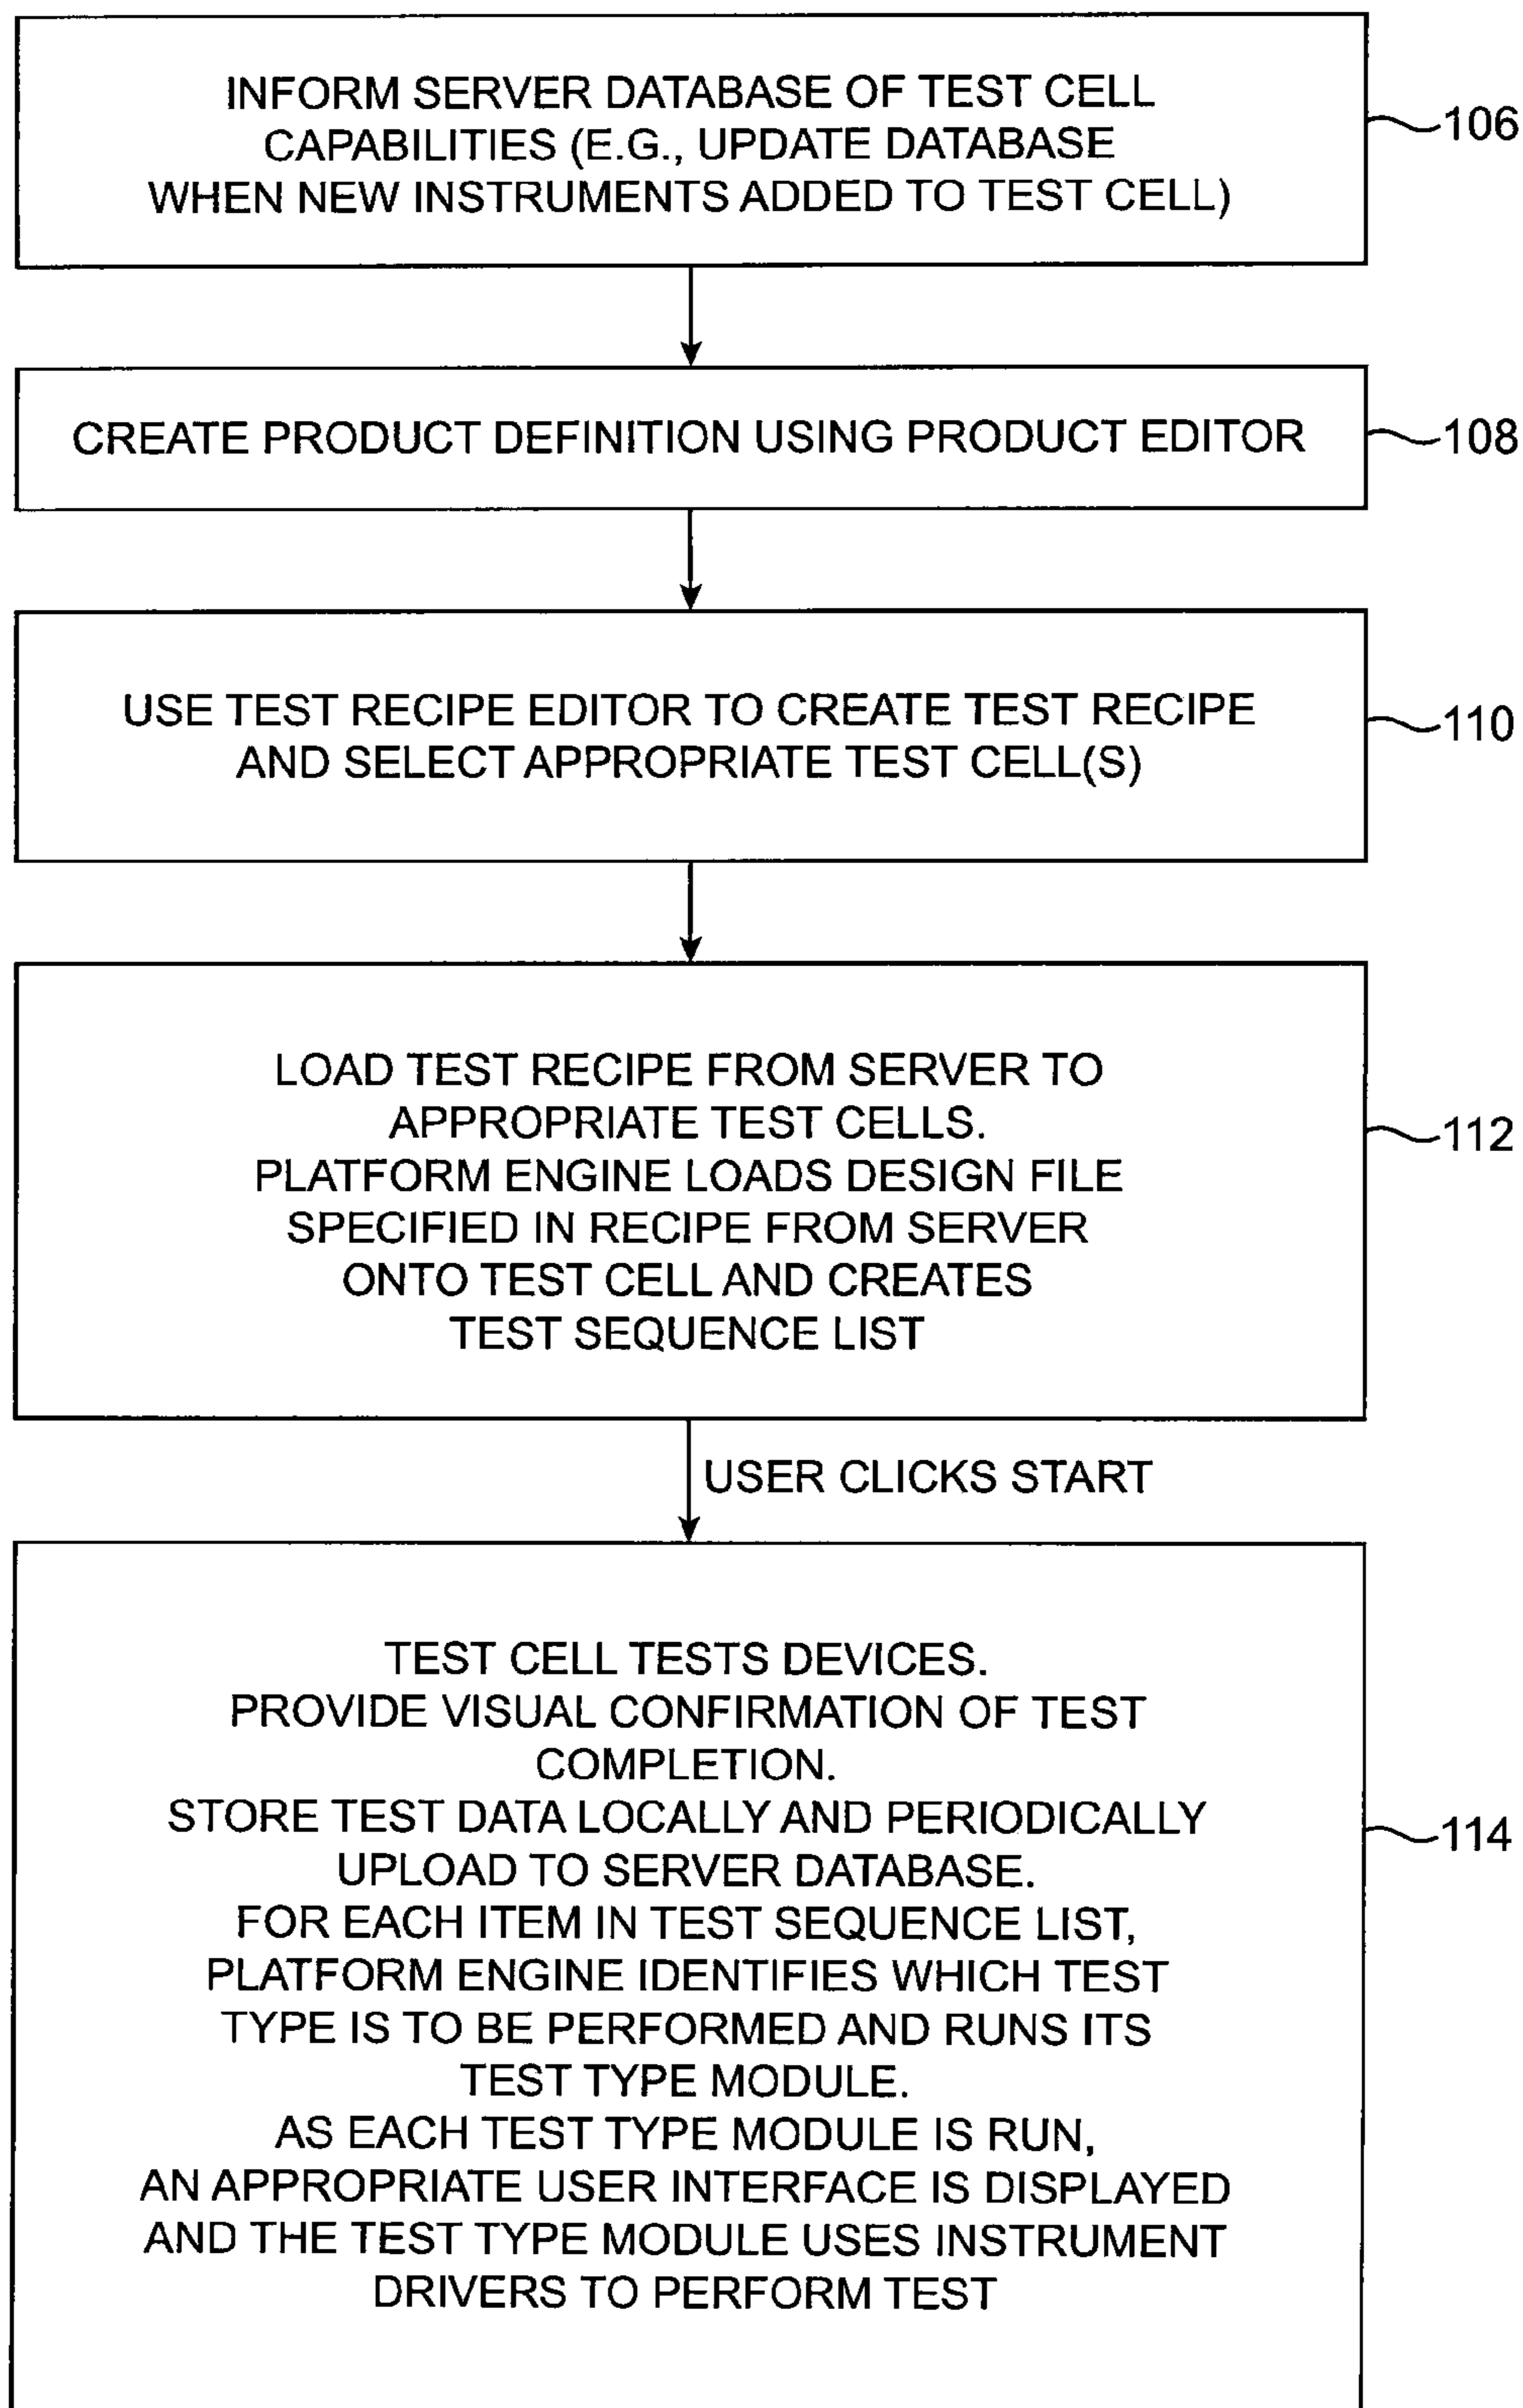 INFORM SERVER DATABASE OF TEST CELL
CAPABILITIES (E.G., UPDATE DATABASE
WHEN NEW INSTRUMENTS ADDED TO TEST CELL)
106
CREATE PRODUCT DEFINITION USING PRODUCT EDITOR
108
USE TEST RECIPE EDITOR TO CREATE TEST RECIPE
AND SELECT APPROPRIATE TEST CELL(S)
110
LOAD TEST RECIPE FROM SERVER TO
APPROPRIATE TEST CELLS.
PLATFORM ENGINE LOADS DESIGN FILE
SPECIFIED IN RECIPE FROM SERVER
ONTO TEST CELL AND CREATES
TEST SEQUENCE LIST
112
USER CLICKS START
TEST CELL TESTS DEVICES.
PROVIDE VISUAL CONFIRMATION OF TEST
COMPLETION.
STORE TEST DATA LOCALLY AND PERIODICALLY
UPLOAD TO SERVER DATABASE.
FOR EACH ITEM IN TEST SEQUENCE LIST,
PLATFORM ENGINE IDENTIFIES WHICH TEST
TYPE IS TO BE PERFORMED AND RUNS ITS
TEST TYPE MODULE.
AS EACH TEST TYPE MODULE IS RUN,
AN APPROPRIATE USER INTERFACE IS DISPLAYED
AND THE TEST TYPE MODULE USES INSTRUMENT
DRIVERS TO PERFORM TEST
114